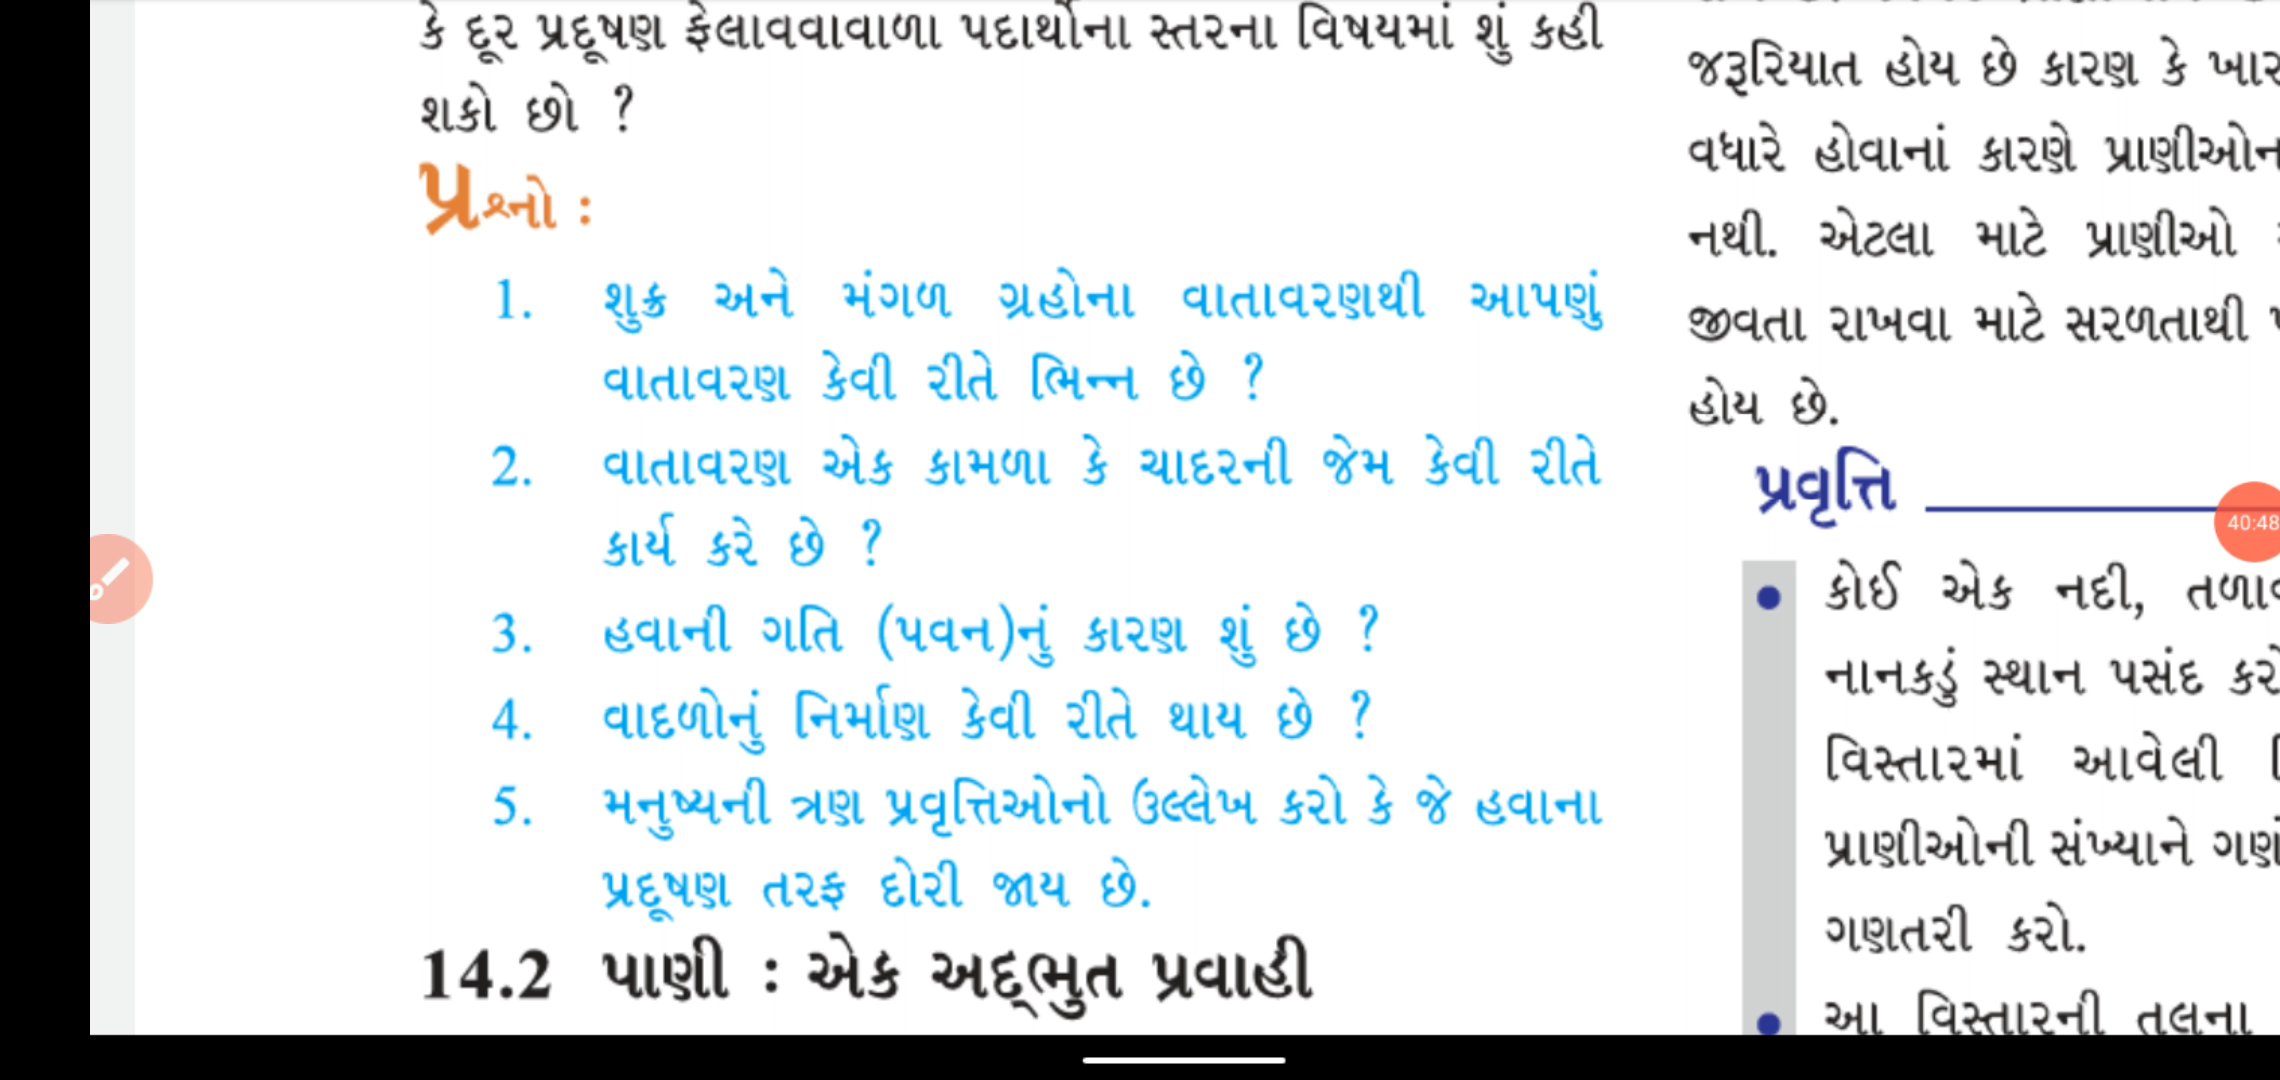 કે દૂર પ્રદૂષણ ફેલાવવાવાળા પદાર્થોના સ્તરના વિષયમાં શું કહી
શકો છો ?
પ્રશ્નો :
1. શુક્ર અને મંગળ ગ્રહોના વાતાવરણથી આપણું
વાતાવરણ કેવી રીતે ભિન્ન છે ?
2. વાતાવરણ એક કામળા કે ચાદરની જેમ કેવી રીતે
કાર્ય કરે છે ?
3. હવાની ગતિ (પવન)નું કારણ શું છે ?
4. વાદળોનું નિર્માણ કેવી રીતે થાય છે ?
5. મનુષ્યની ત્રણ પ્રવૃત્તિઓનો ઉલ્લેખ કરો કે જે હવાના
પ્રદૂષણ તરફ દોરી જાય છે.
14.2 પાણી : એક અદ્ભુત પ્રવાહી
જરૂરિયાત હોય છે કારણ કે
વધારે હોવાનાં કારણે
નથી. એટલા માટે પ્રાણીઓ
જીવતા રાખવા માટે સરળતાથી
હોય છે.
પ્રવૃત્તિ
40:48
• કોઈ એક નદી,
નાનકડું સ્થાન પસંદ
વિસ્તારમાં આવેલી
પ્રાણીઓની સંખ્યાને
ગણતરી કરો.
• આ વિસ્તારની